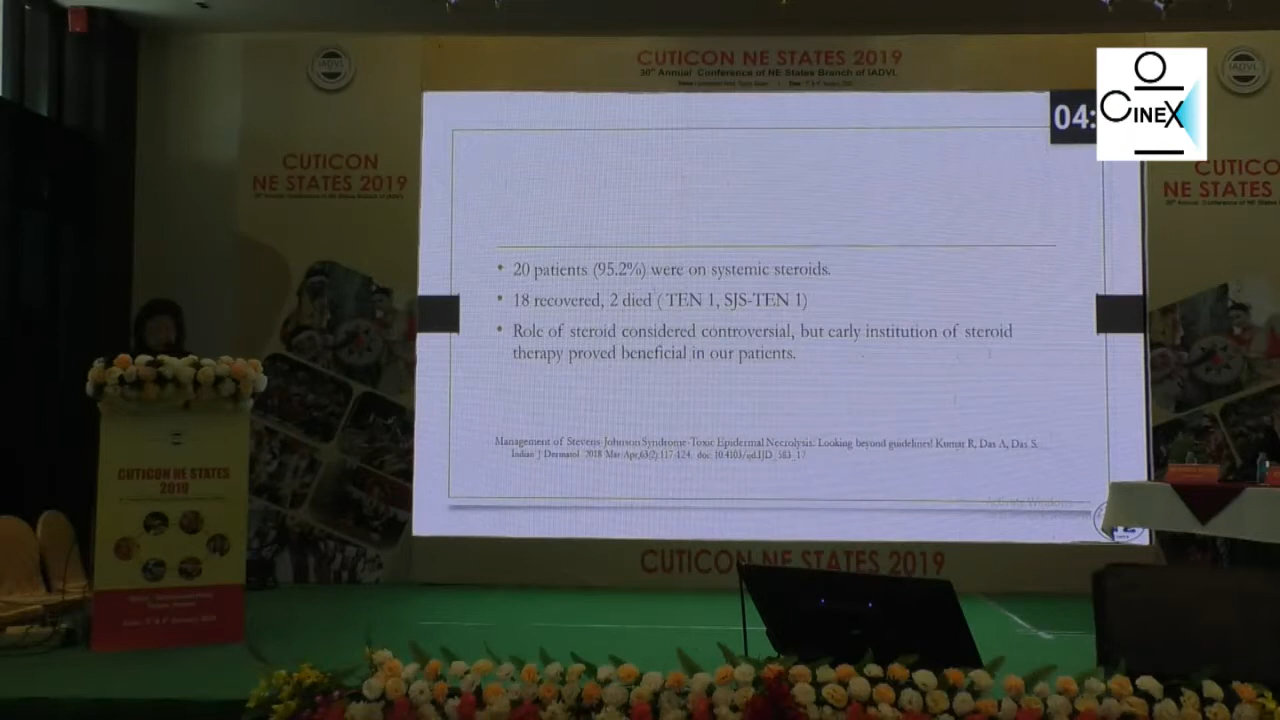 CUTICON NE STATES 2019
30th Annual Conference of NE States Branch of IADVL
IADVL
IADVL
04:
CINEX
CUTICON
NE STATES 2019
CUTICON
NE STATES
• 20 patients (95.2%) were on systemic steroids.
• 18 recovered, 2 died ( TEN 1, SJS-TEN 1)
• Role of steroid considered controversial, but early institution of steroid
therapy proved beneficial in our patients.
Management of Stevens-Johnson Syndrome-Toxic Epidermal Necrolysis: Looking beyond guidelines! Kumar R, Das A, Das S.
Indian J Dermatol. 2018 Mar-Apr;63(2):117-124. doi: 10.4103/ijd.IJD_583_17
Activate Windows
CUTICON NE STATES
2019
CUTICON NE STATES 2019